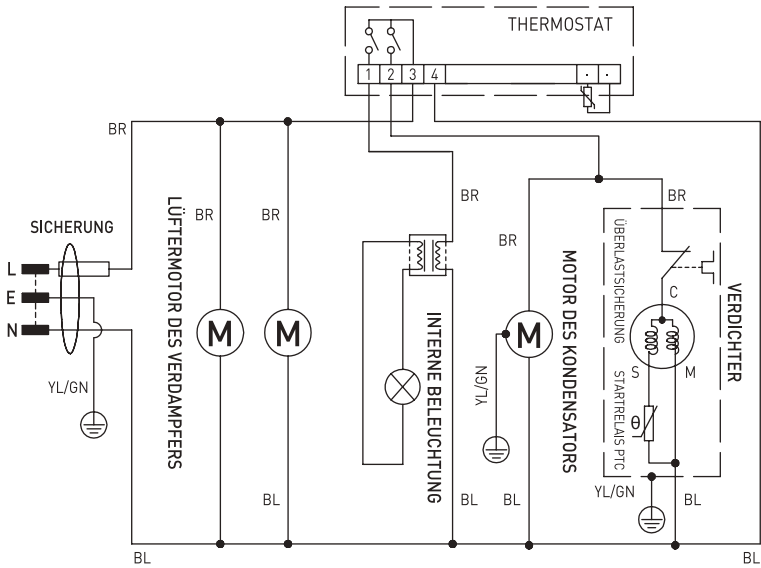 THERMOSTAT
1 2 3 4
BR
LÜFTERMOTOR DES VERDAMPFERS
BR
BR
BR
BR
BR
SICHERUNG
L
E
N
YL/GN
M
M
INTERNE BELEUCHTUNG
M
MOTOR DES KONDENSATORS
YL/GN
ÜBERLASTSICHERUNG
C
S
M
STARTRELAIS PTC
θ
VERDICHTER
YL/GN
BL
BL
BL
BL
BL
BL